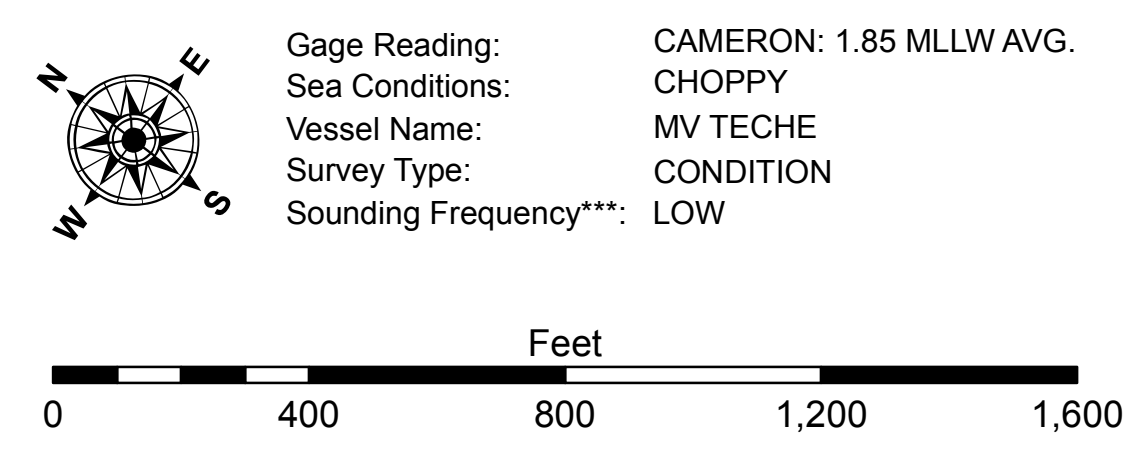 N E
W S
Gage Reading: CAMERON: 1.85 MLLW AVG.
Sea Conditions: CHOPPY
Vessel Name: MV TECHE
Survey Type: CONDITION
Sounding Frequency***: LOW
Feet
0 400 800 1,200 1,600